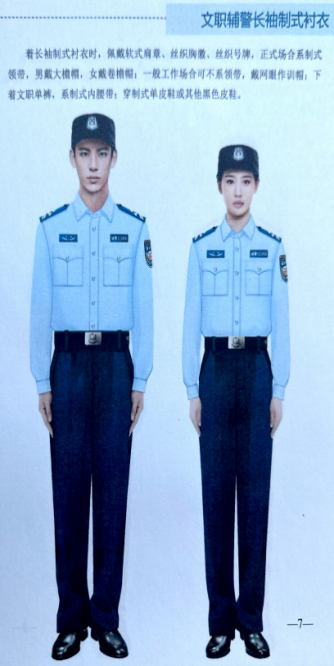 文职辅警长袖制式衬衣
着长袖制式衬衣时，佩戴软式肩章、丝织胸徽、丝织号牌，正式场合系制式
领带，男戴大檐帽，女戴卷檐帽；一般工作场合可不系领带，戴网眼作训帽；下
着文职单裤，系制式内腰带；穿制式单皮鞋或其他黑色皮鞋。
—7—